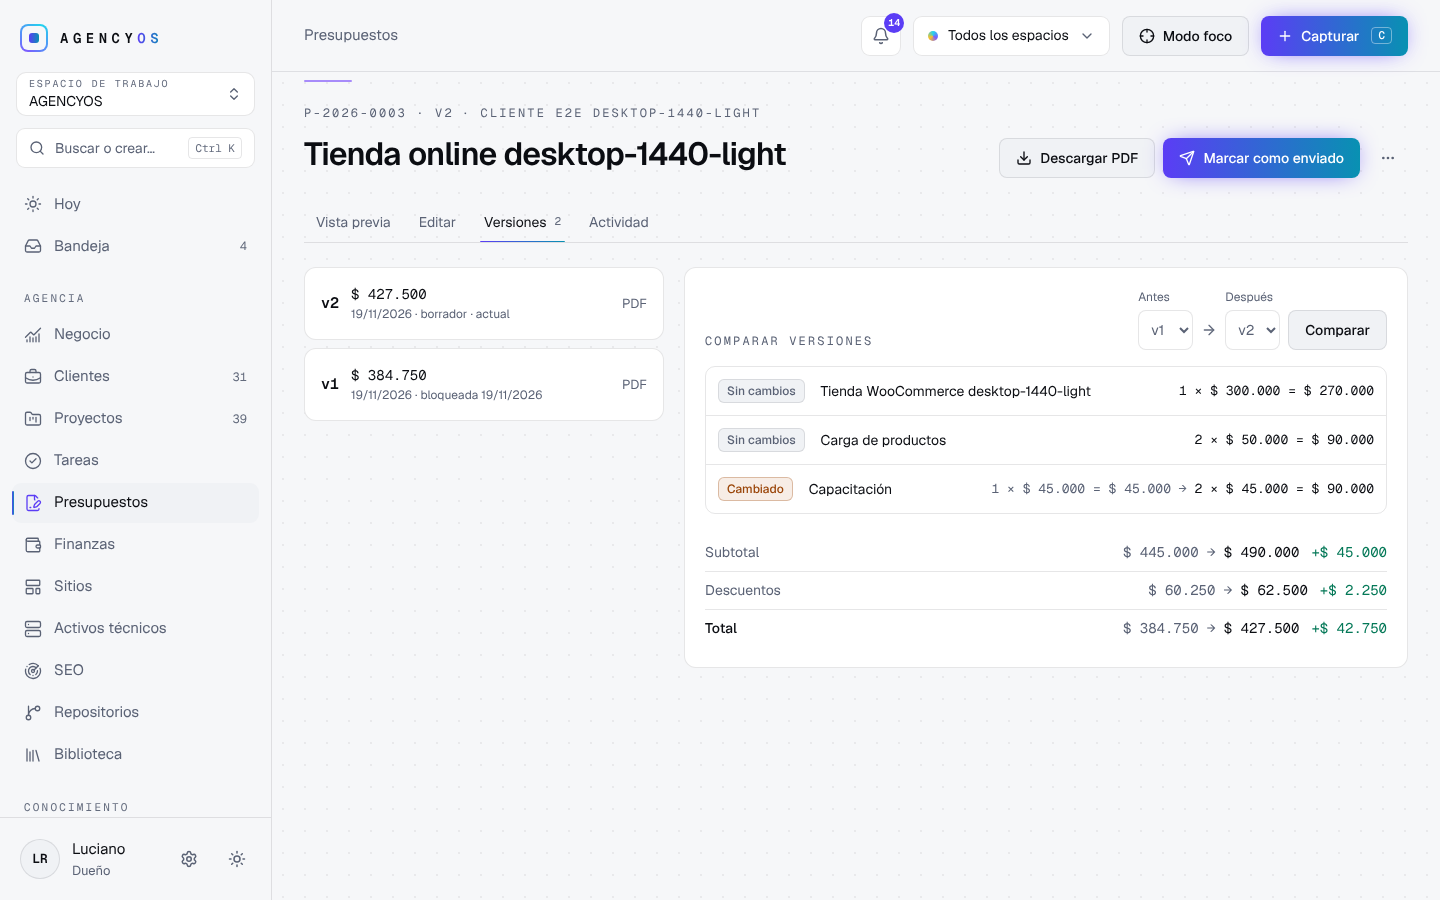 AGENCYOS
ESPACIO DE TRABAJO
AGENCYOS
Buscar o crear... Ctrl K
Hoy
Bandeja 4
AGENCIA
Negocio
Clientes 31
Proyectos 39
Tareas
Presupuestos
Finanzas
Sitios
Activos técnicos
SEO
Repositorios
Biblioteca
CONOCIMIENTO
LR Luciano
Dueño
Presupuestos
14
Todos los espacios
Modo foco
Capturar C
P-2026-0003 · V2 · CLIENTE E2E DESKTOP-1440-LIGHT
Tienda online desktop-1440-light
Descargar PDF
Marcar como enviado
Vista previa Editar Versiones 2 Actividad
v2 $ 427.500 PDF
19/11/2026 · borrador · actual
v1 $ 384.750 PDF
19/11/2026 · bloqueada 19/11/2026
COMPARAR VERSIONES
Antes Después
v1 → v2 Comparar
Sin cambios Tienda WooCommerce desktop-1440-light 1 × $ 300.000 = $ 270.000
Sin cambios Carga de productos 2 × $ 50.000 = $ 90.000
Cambiado Capacitación 1 × $ 45.000 = $ 45.000 → 2 × $ 45.000 = $ 90.000
Subtotal $ 445.000 → $ 490.000 +$ 45.000
Descuentos $ 60.250 → $ 62.500 +$ 2.250
Total $ 384.750 → $ 427.500 +$ 42.750